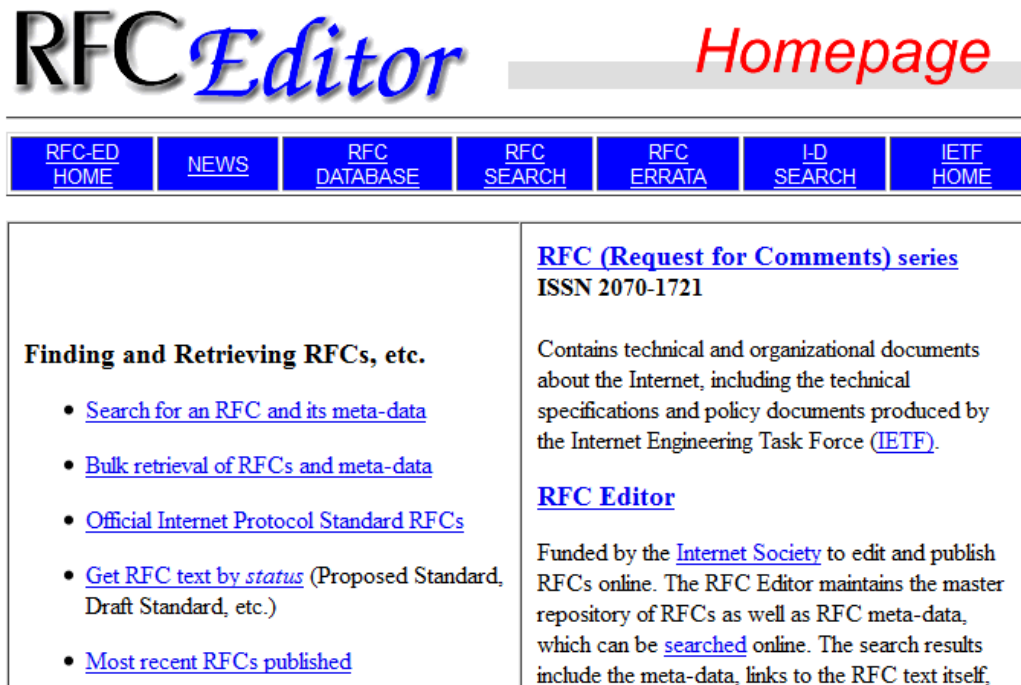 RFC Editor
Homepage
RFC-ED
HOME
NEWS
RFC
DATABASE
RFC
SEARCH
RFC
ERRATA
I-D
SEARCH
IETF
HOME
Finding and Retrieving RFCs, etc.
• Search for an RFC and its meta-data
• Bulk retrieval of RFCs and meta-data
• Official Internet Protocol Standard RFCs
• Get RFC text by status (Proposed Standard,
Draft Standard, etc.)
• Most recent RFCs published
RFC (Request for Comments) series
ISSN 2070-1721
Contains technical and organizational documents
about the Internet, including the technical
specifications and policy documents produced by
the Internet Engineering Task Force (IETF).
RFC Editor
Funded by the Internet Society to edit and publish
RFCs online. The RFC Editor maintains the master
repository of RFCs as well as RFC meta-data,
which can be searched online. The search results
include the meta-data, links to the RFC text itself,